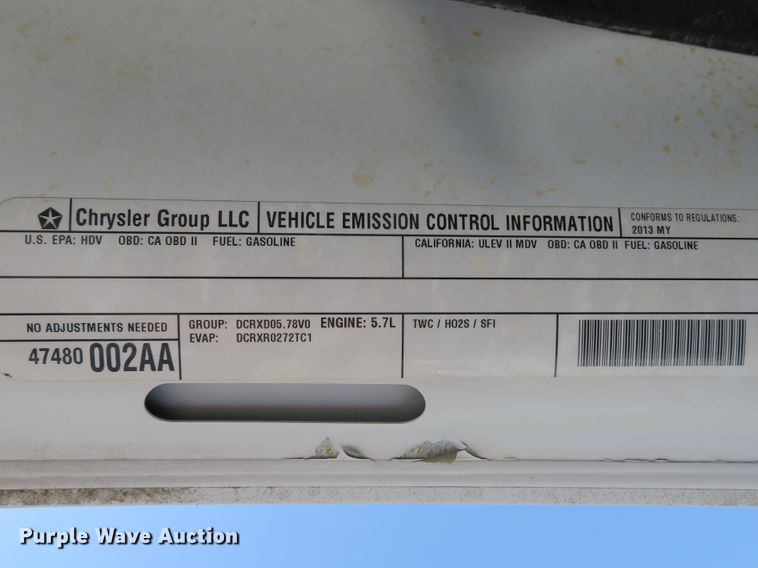 Chrysler Group LLC VEHICLE EMISSION CONTROL INFORMATION CONFORMS TO REGULATIONS:
2013 MY
U.S. EPA: HDV OBD: CA OBD II FUEL: GASOLINE CALIFORNIA: ULEV II MDV OBD: CA OBD II FUEL: GASOLINE
NO ADJUSTMENTS NEEDED
47480 002AA
GROUP: DCRXD05.78V0 ENGINE: 5.7L
EVAP: DCRXR0272TC1
TWC / HO2S / SFI
Purple Wave Auction